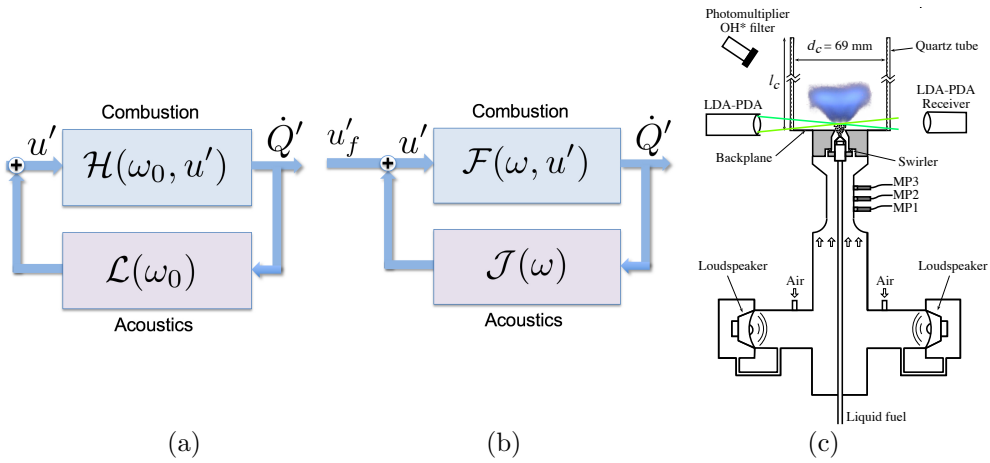 Combustion
u′
H(ω₀, u′)
Q̇′
L(ω₀)
Acoustics
(a)
Combustion
u′_f
u′
F(ω, u′)
Q̇′
J(ω)
Acoustics
(b)
Photomultiplier
OH* filter
d_c = 69 mm
Quartz tube
l_c
LDA-PDA
LDA-PDA
Receiver
Backplane
Swirler
MP3
MP2
MP1
Loudspeaker
Air
Air
Loudspeaker
Liquid fuel
(c)